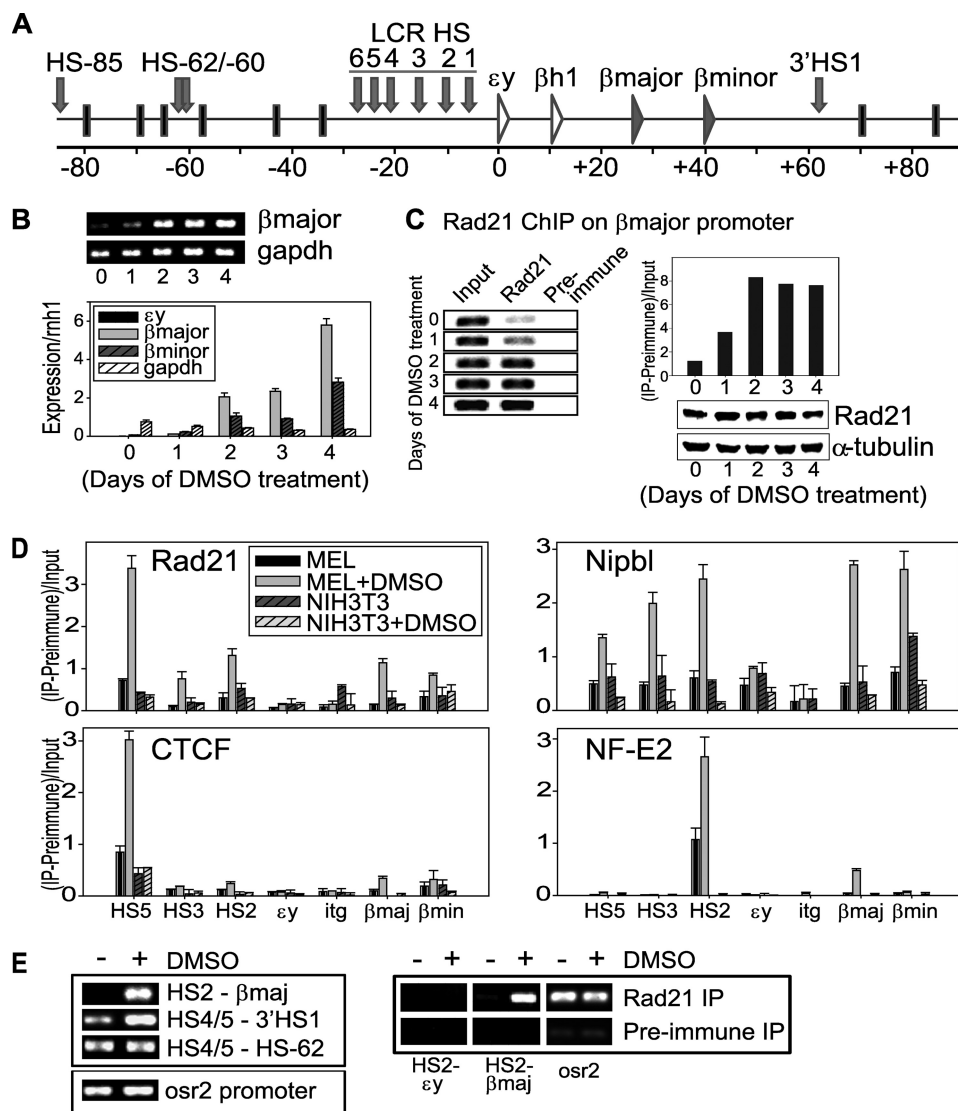 A
HS-85
HS-62/-60
LCR HS
6 5 4 3 2 1
εy
βh1
βmajor
βminor
3'HS1
-80 -60 -40 -20 0 +20 +40 +60 +80
B
βmajor
gapdh
0 1 2 3 4
Expression/rnh1
6
4
2
0
εy
βmajor
βminor
gapdh
0 1 2 3 4
(Days of DMSO treatment)
C Rad21 ChIP on βmajor promoter
Input
Rad21
Pre-immune
Days of DMSO treatment
0
1
2
3
4
(IP-Preimmune)/Input
8
6
4
2
0
0 1 2 3 4
Rad21
α-tubulin
0 1 2 3 4
(Days of DMSO treatment)
D
(IP-Preimmune)/Input
3
2
1
0
Rad21
MEL
MEL+DMSO
NIH3T3
NIH3T3+DMSO
3
2
1
0
Nipbl
(IP-Preimmune)/Input
3
2
1
0
CTCF
HS5 HS3 HS2 εy itg βmaj βmin
3
2
1
0
NF-E2
HS5 HS3 HS2 εy itg βmaj βmin
E
- + DMSO
HS2 - βmaj
HS4/5 - 3'HS1
HS4/5 - HS-62
osr2 promoter
- + - + - + DMSO
Rad21 IP
Pre-immune IP
HS2-εy
HS2-βmaj
osr2